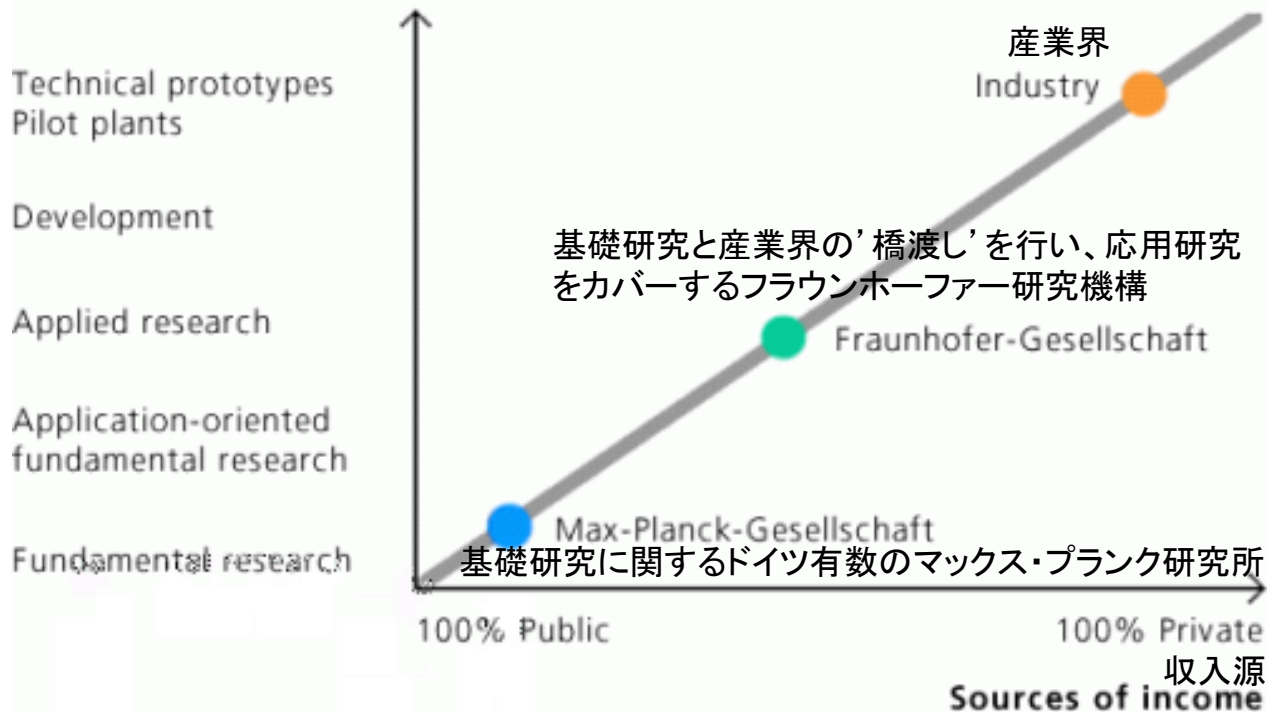 産業界
Technical prototypes
Pilot plants
Industry
Development
基礎研究と産業界の’橋渡し’を行い、応用研究
をカバーするフラウンホーファー研究機構
Applied research
Fraunhofer-Gesellschaft
Application-oriented
fundamental research
Max-Planck-Gesellschaft
Fundamental research
基礎研究に関するドイツ有数のマックス・プランク研究所
100% Public
100% Private
収入源
Sources of income